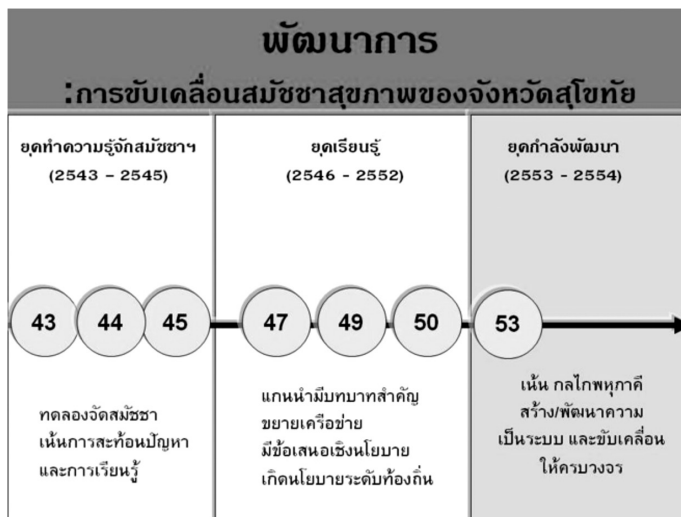 พัฒนาการ
:การขับเคลื่อนสมัชชาสุขภาพของจังหวัดสุโขทัย
ยุคทำความรู้จักสมัชชาฯ
(2543 – 2545)
ยุคเรียนรู้
(2546 - 2552)
ยุคกำลังพัฒนา
(2553 - 2554)
43
44
45
47
49
50
53
ทดลองจัดสมัชชา
เน้นการสะท้อนปัญหา
และการเรียนรู้
แกนนำมีบทบาทสำคัญ
ขยายเครือข่าย
มีข้อเสนอเชิงนโยบาย
เกิดนโยบายระดับท้องถิ่น
เน้น กลไกพหุภาคี
สร้าง/พัฒนาความ
เป็นระบบ และขับเคลื่อน
ให้ครบวงจร